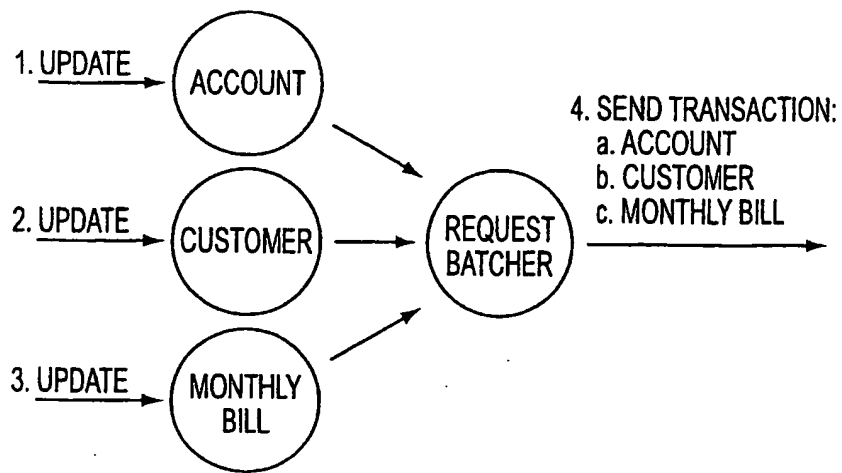 1. UPDATE
ACCOUNT
2. UPDATE
CUSTOMER
3. UPDATE
MONTHLY
BILL
REQUEST
BATCHER
4. SEND TRANSACTION:
a. ACCOUNT
b. CUSTOMER
c. MONTHLY BILL